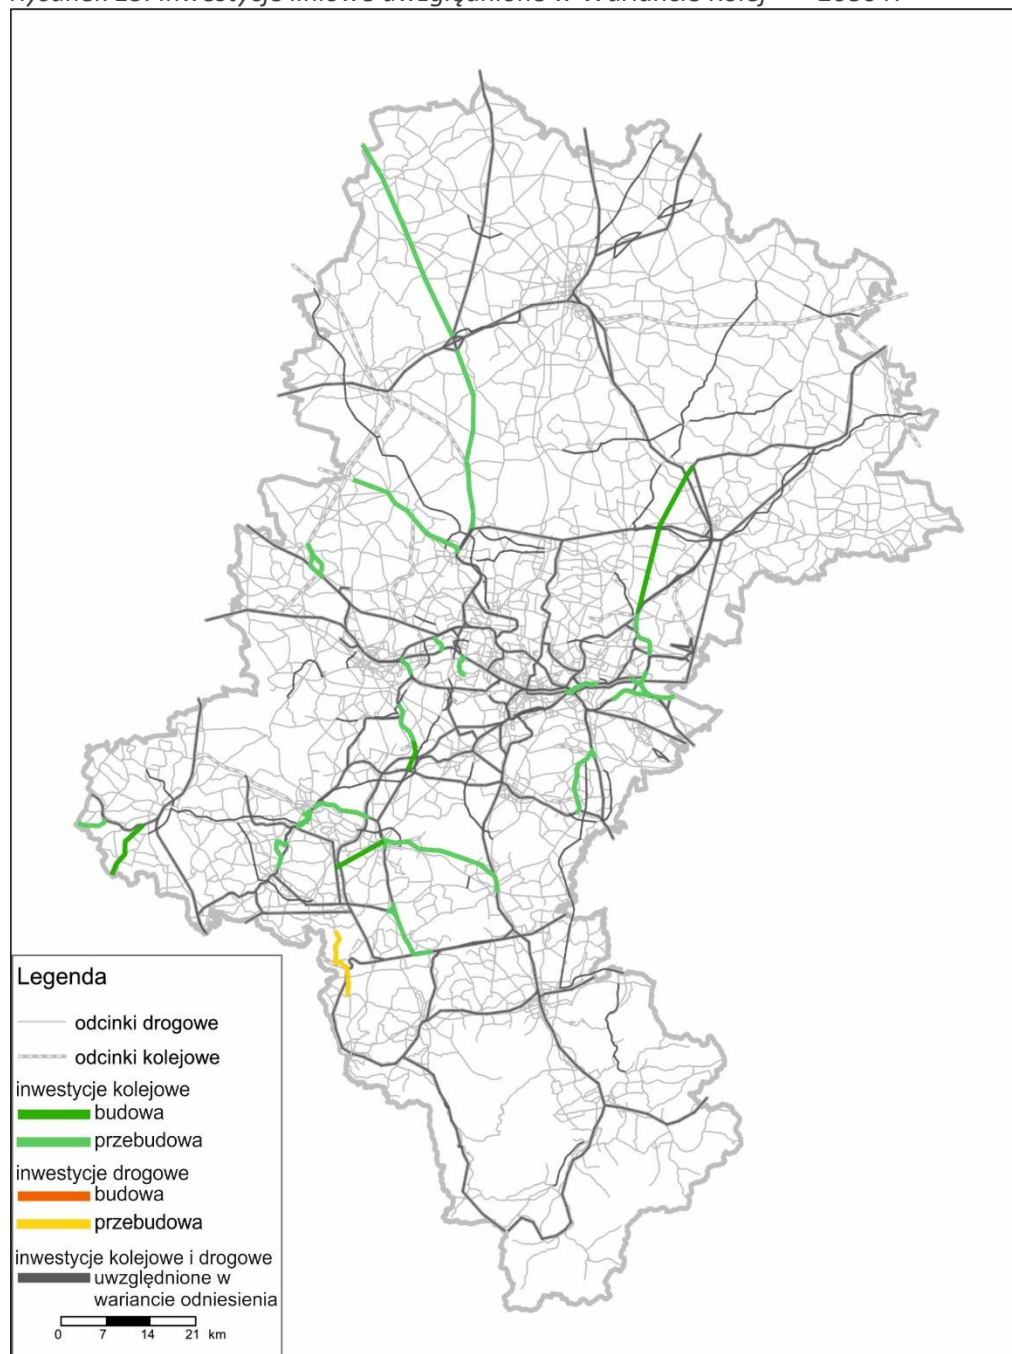 Legenda
odcinki drogowe
odcinki kolejowe
inwestycje kolejowe
budowa
przebudowa
inwestycje drogowe
budowa
przebudowa
inwestycje kolejowe i drogowe
uwzględnione w
wariancie odniesienia
0 7 14 21 km